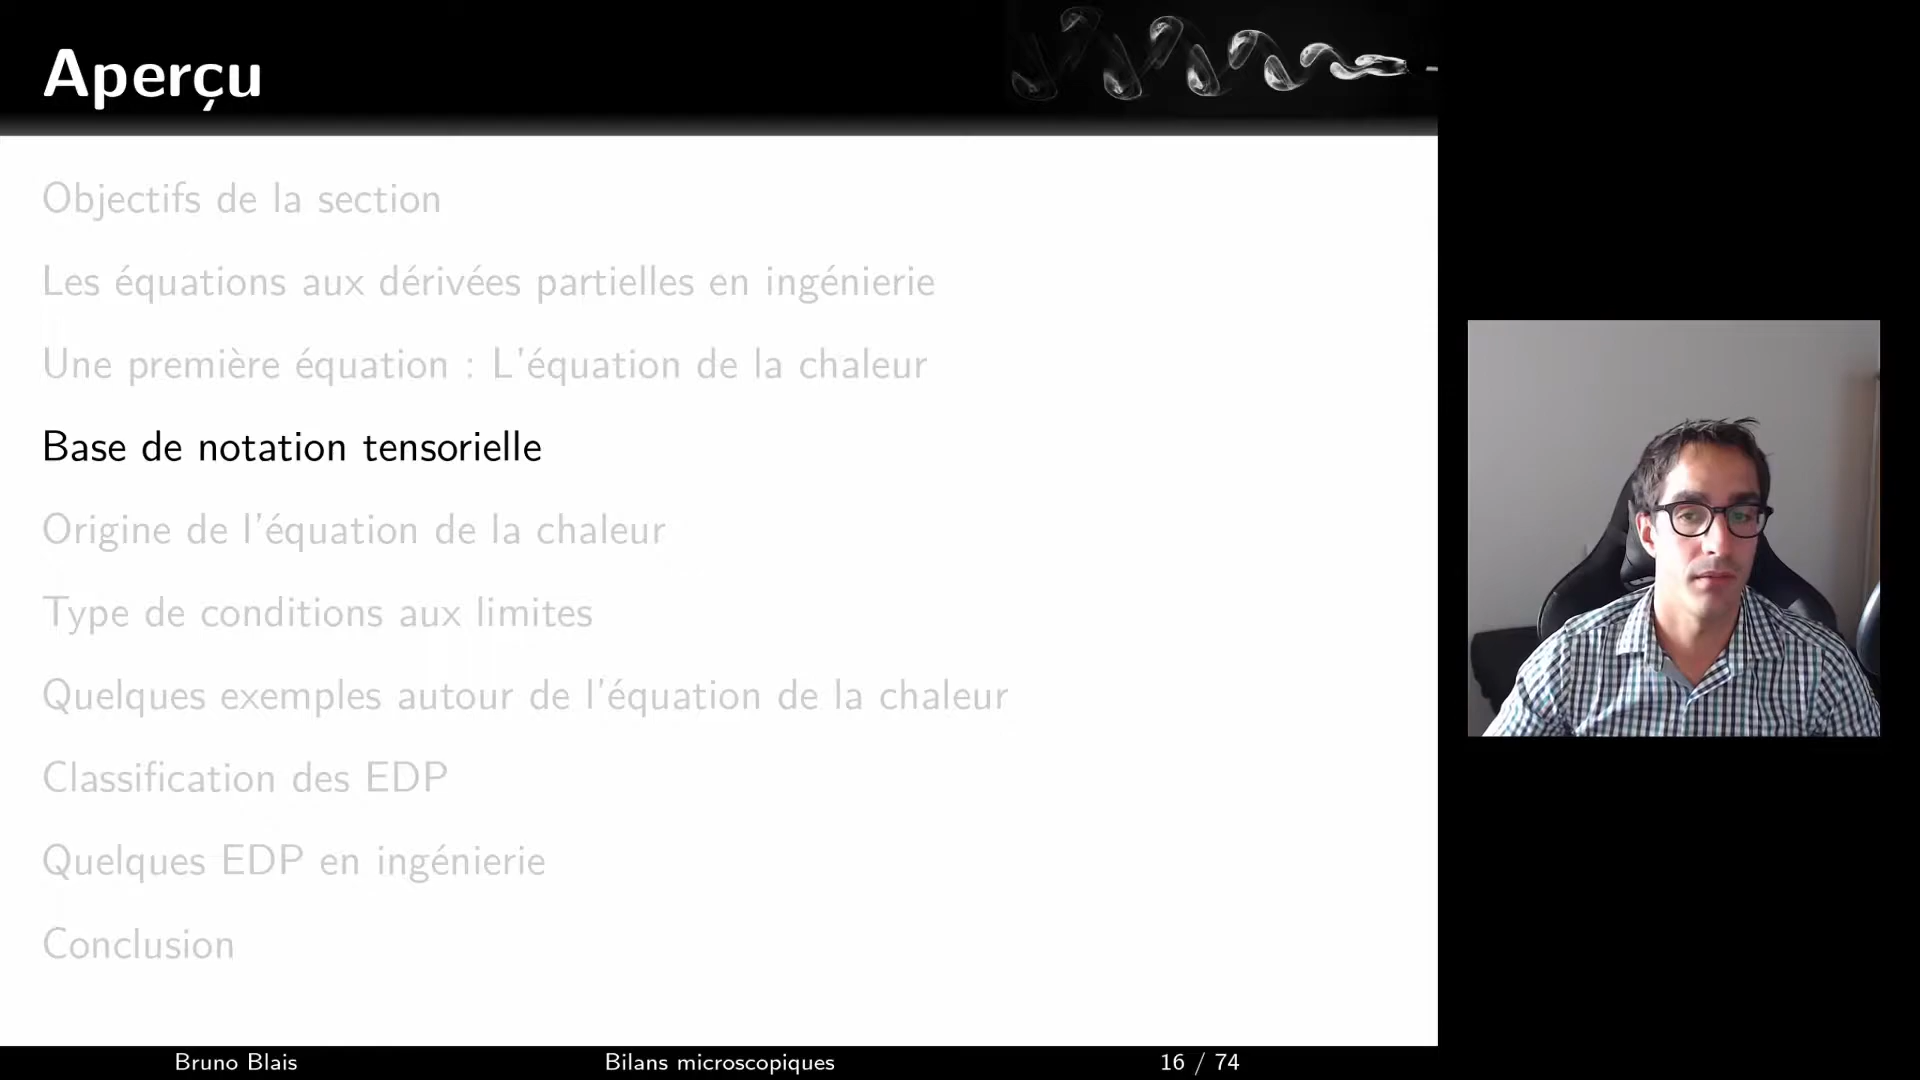 Aperçu
Objectifs de la section
Les équations aux dérivées partielles en ingénierie
Une première équation : L'équation de la chaleur
Base de notation tensorielle
Origine de l'équation de la chaleur
Type de conditions aux limites
Quelques exemples autour de l'équation de la chaleur
Classification des EDP
Quelques EDP en ingénierie
Conclusion
Bruno Blais
Bilans microscopiques
16 / 74